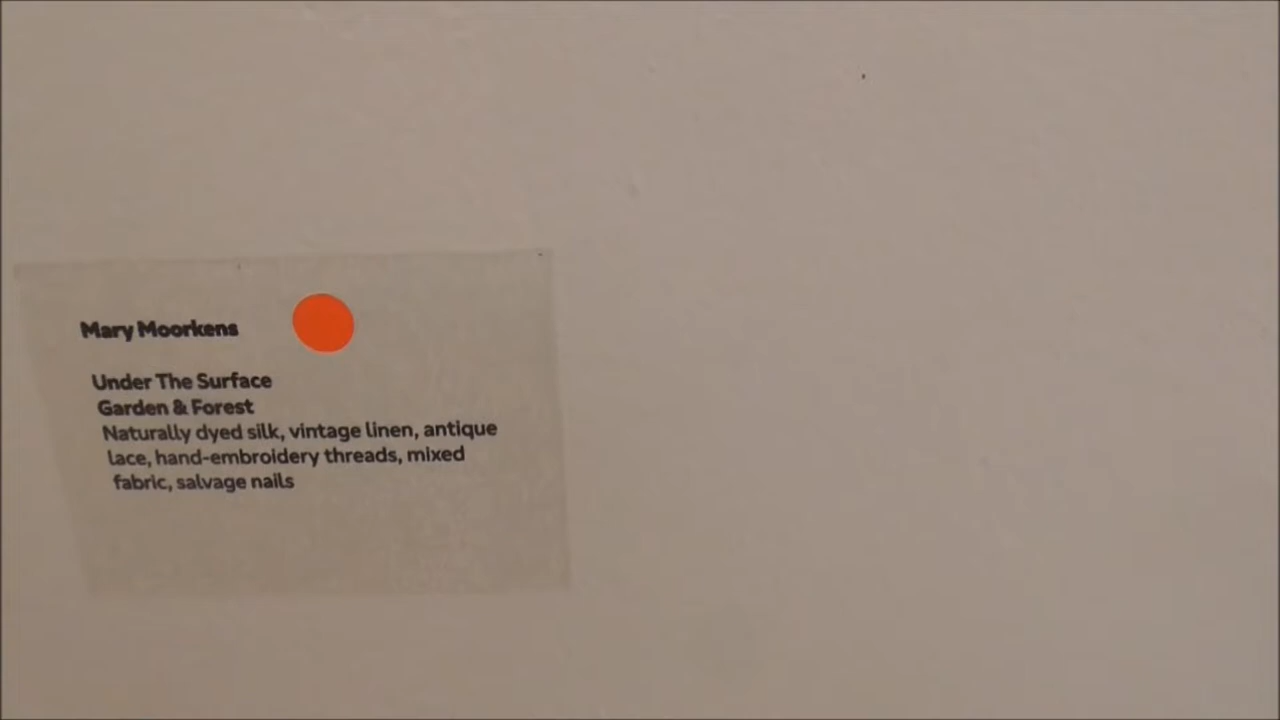 Mary Moorkens
Under The Surface
Garden & Forest
Naturally dyed silk, vintage linen, antique
lace, hand-embroidery threads, mixed
fabric, salvage nails